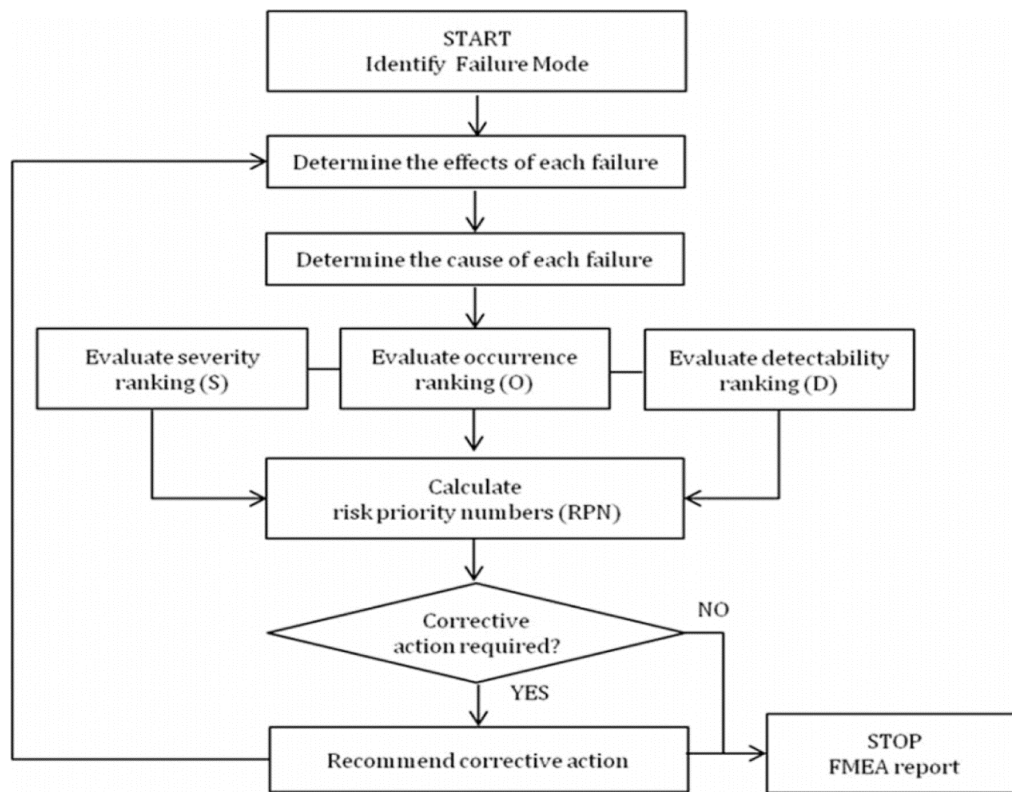 START
Identify Failure Mode
Determine the effects of each failure
Determine the cause of each failure
Evaluate severity
ranking (S)
Evaluate occurrence
ranking (O)
Evaluate detectability
ranking (D)
Calculate
risk priority numbers (RPN)
Corrective
action required?
NO
YES
Recommend corrective action
STOP
FMEA report